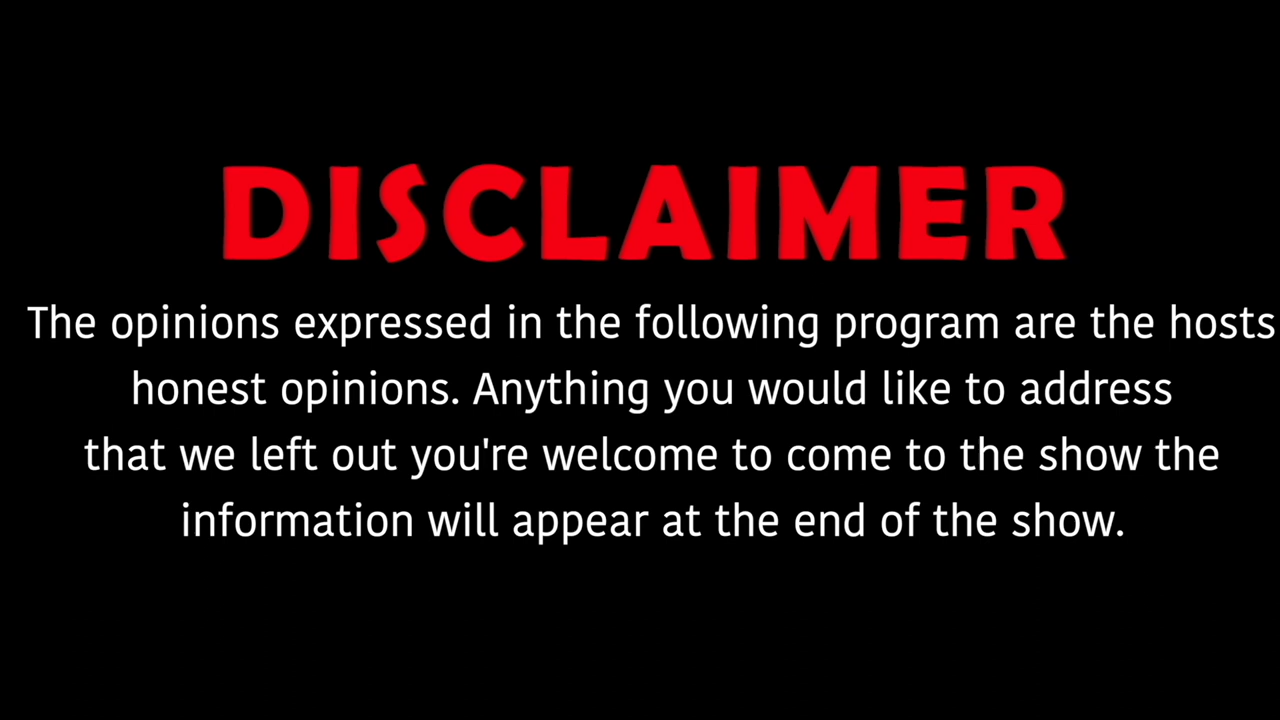 DISCLAIMER
The opinions expressed in the following program are the hosts
honest opinions. Anything you would like to address
that we left out you're welcome to come to the show the
information will appear at the end of the show.